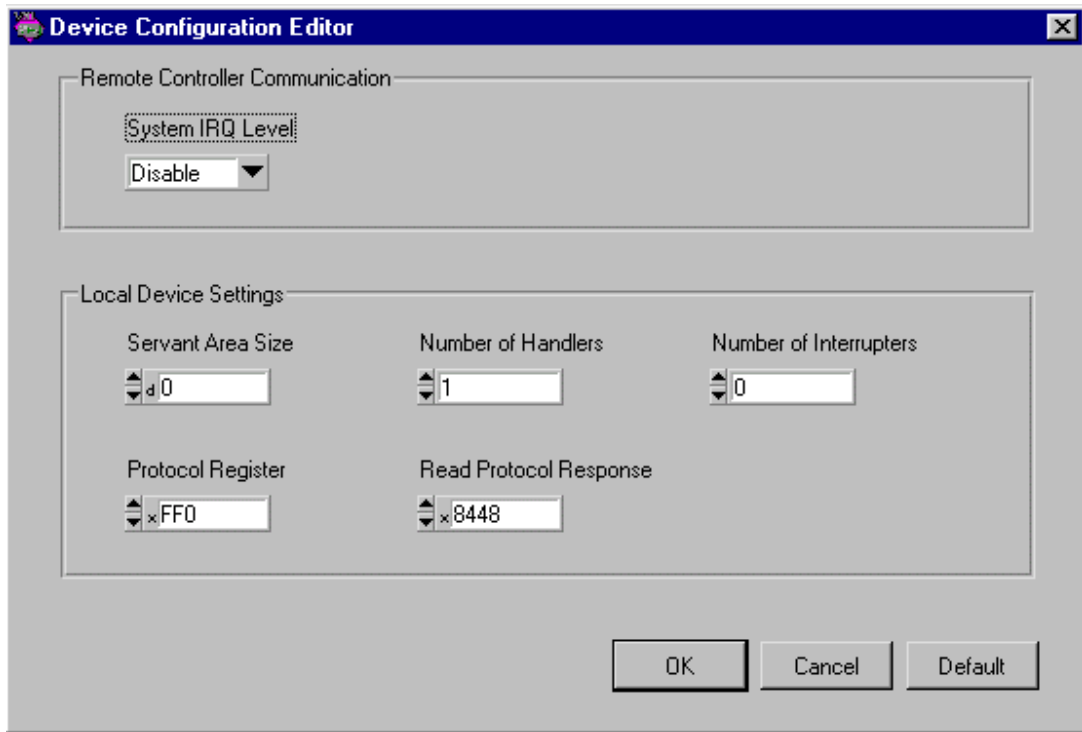 Device Configuration Editor
Remote Controller Communication
System IRQ Level
Disable
Local Device Settings
Servant Area Size
Number of Handlers
Number of Interrupters
d 0
1
0
Protocol Register
Read Protocol Response
x FF0
x 8448
OK
Cancel
Default